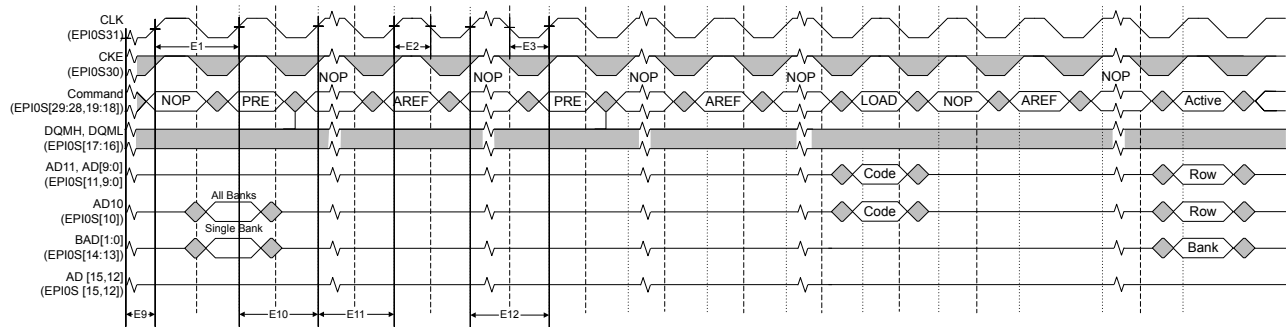 CLK
(EPI0S31)
E1
E2
E3
CKE
(EPI0S30)
NOP
NOP
NOP
NOP
NOP
Command
(EPI0S[29:28,19:18])
NOP
PRE
AREF
PRE
AREF
LOAD
NOP
AREF
Active
DQMH, DQML
(EPI0S[17:16])
AD11, AD[9:0]
(EPI0S[11,9:0])
Code
Row
All Banks
AD10
(EPI0S[10])
Code
Row
Single Bank
BAD[1:0]
(EPI0S[14:13])
Bank
AD [15,12]
(EPI0S [15,12])
E9
E10
E11
E12